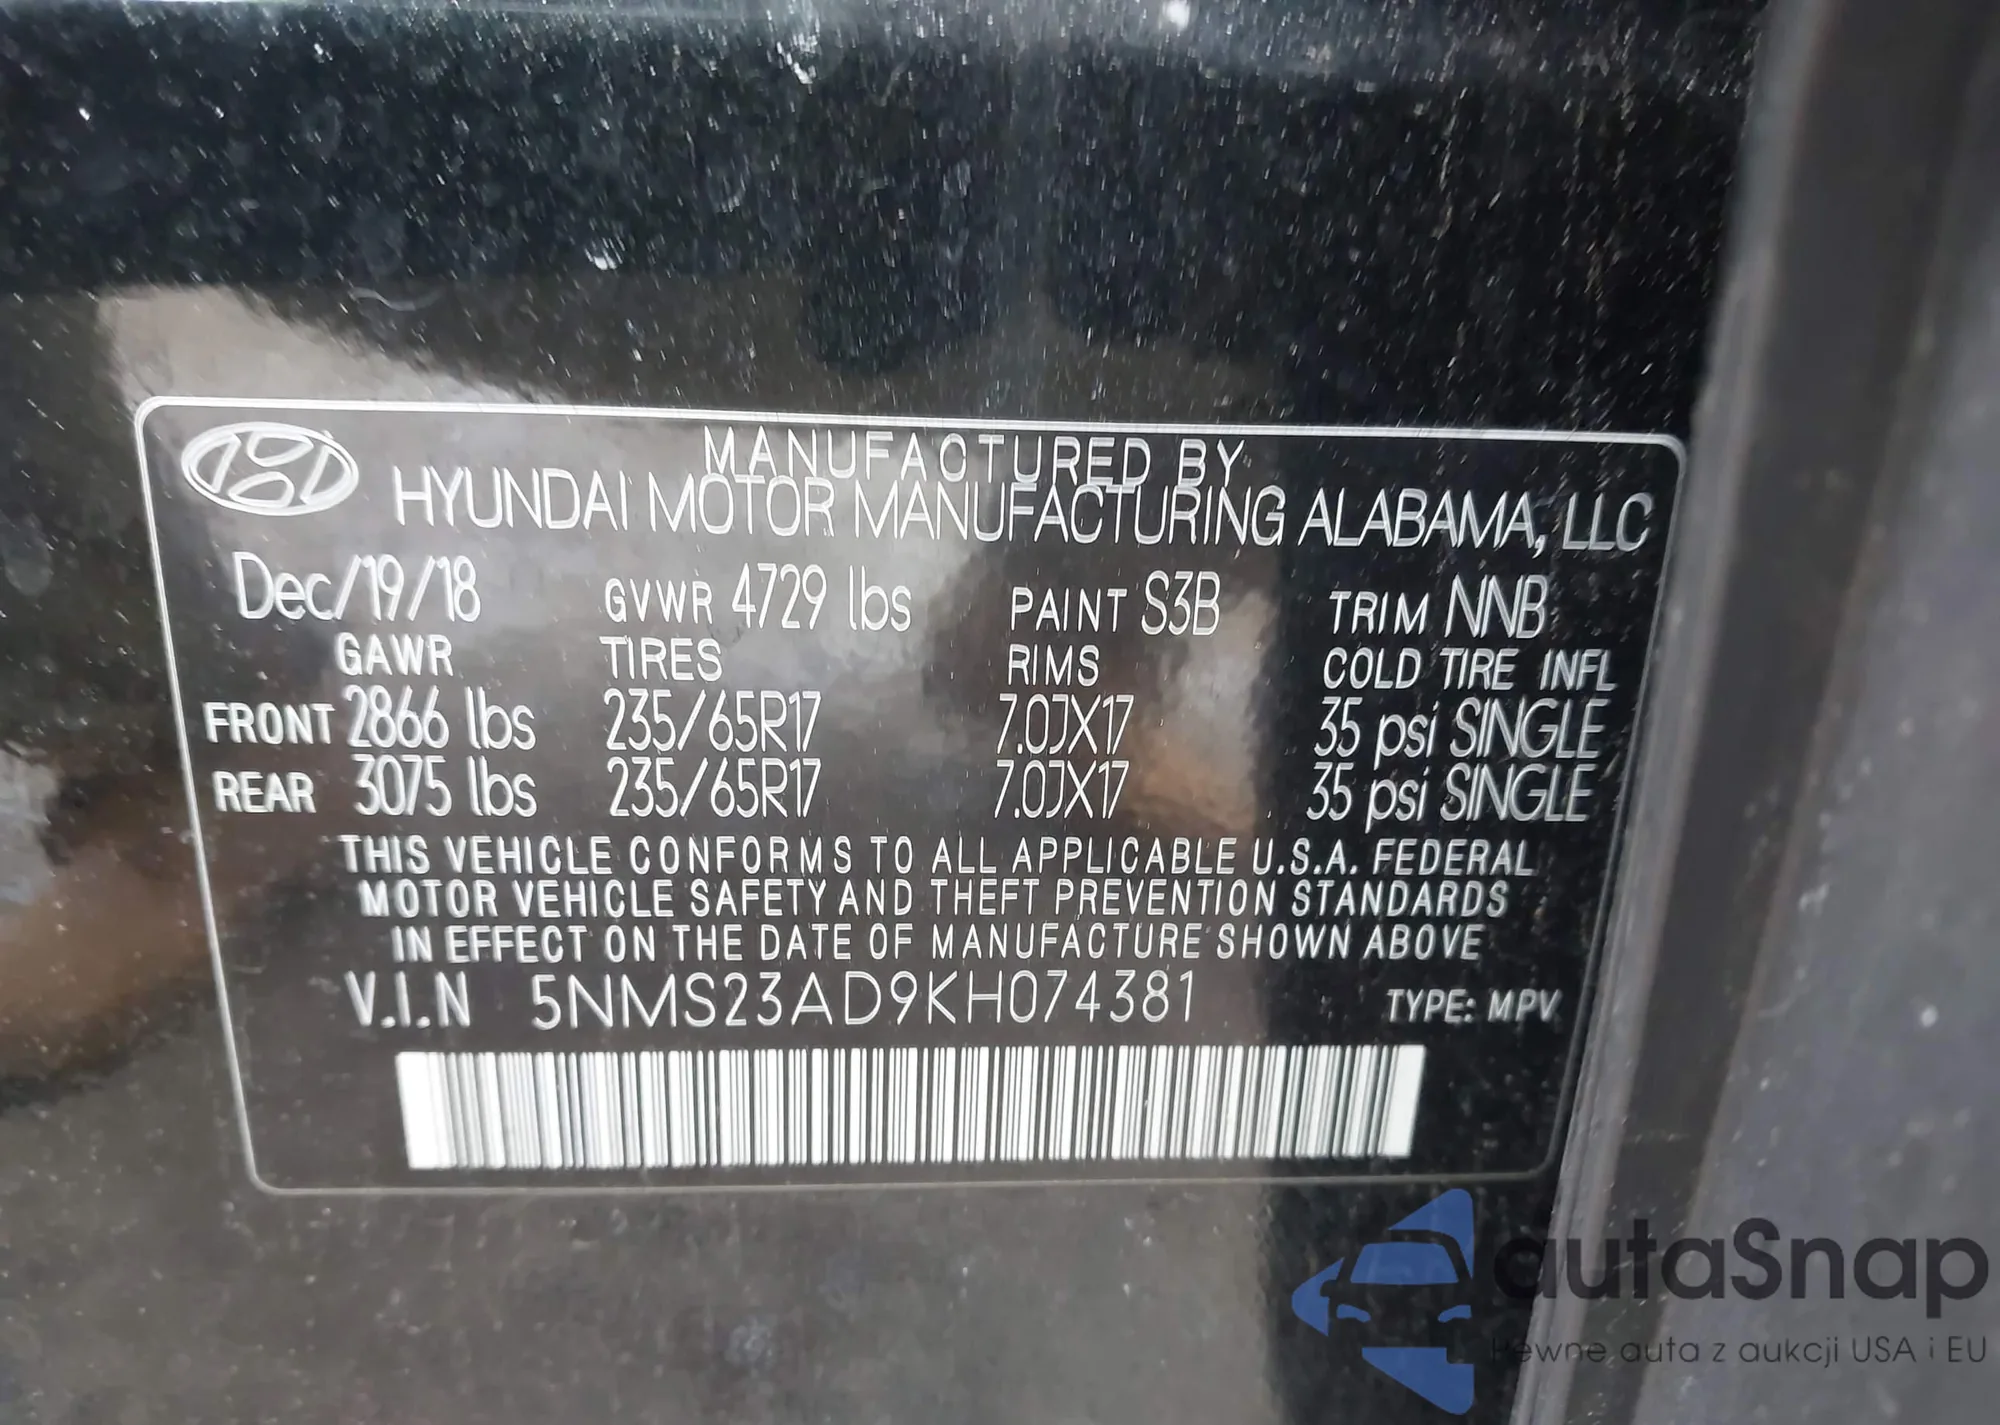 MANUFACTURED BY
HYUNDAI MOTOR MANUFACTURING ALABAMA, LLC
Dec/19/18 GVWR 4729 lbs PAINT S3B TRIM NNB
GAWR TIRES RIMS COLD TIRE INFL
FRONT 2866 lbs 235/65R17 7.0JX17 35 psi SINGLE
REAR 3075 lbs 235/65R17 7.0JX17 35 psi SINGLE
THIS VEHICLE CONFORMS TO ALL APPLICABLE U.S.A. FEDERAL
MOTOR VEHICLE SAFETY AND THEFT PREVENTION STANDARDS
IN EFFECT ON THE DATE OF MANUFACTURE SHOWN ABOVE
V.I.N 5NMS23AD9KH074381 TYPE: MPV
autaSnap
Pewne auta z aukcji USA i EU